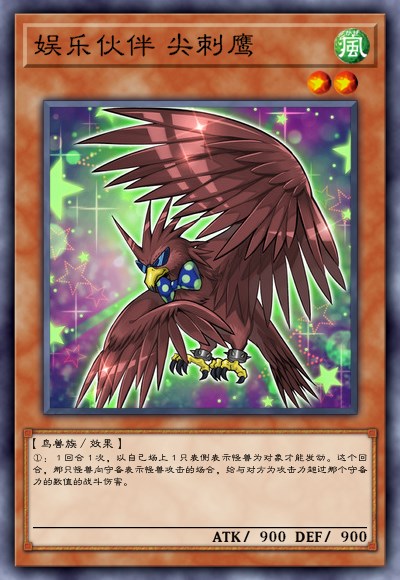 娱乐伙伴 尖刺鹰
風
【鸟兽族／效果】
①：1回合1次，以自己场上1只表侧表示怪兽为对象才能发动。这个回
合，那只怪兽向守备表示怪兽攻击的场合，给与对方为攻击力超过那个守备
力的数值的战斗伤害。
ATK/ 900 DEF/ 900